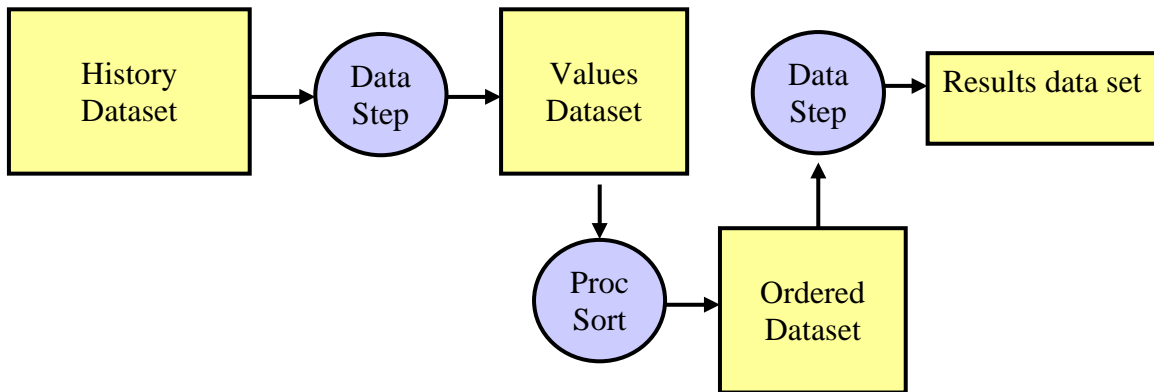 History
Dataset
Data
Step
Values
Dataset
Proc
Sort
Ordered
Dataset
Data
Step
Results data set